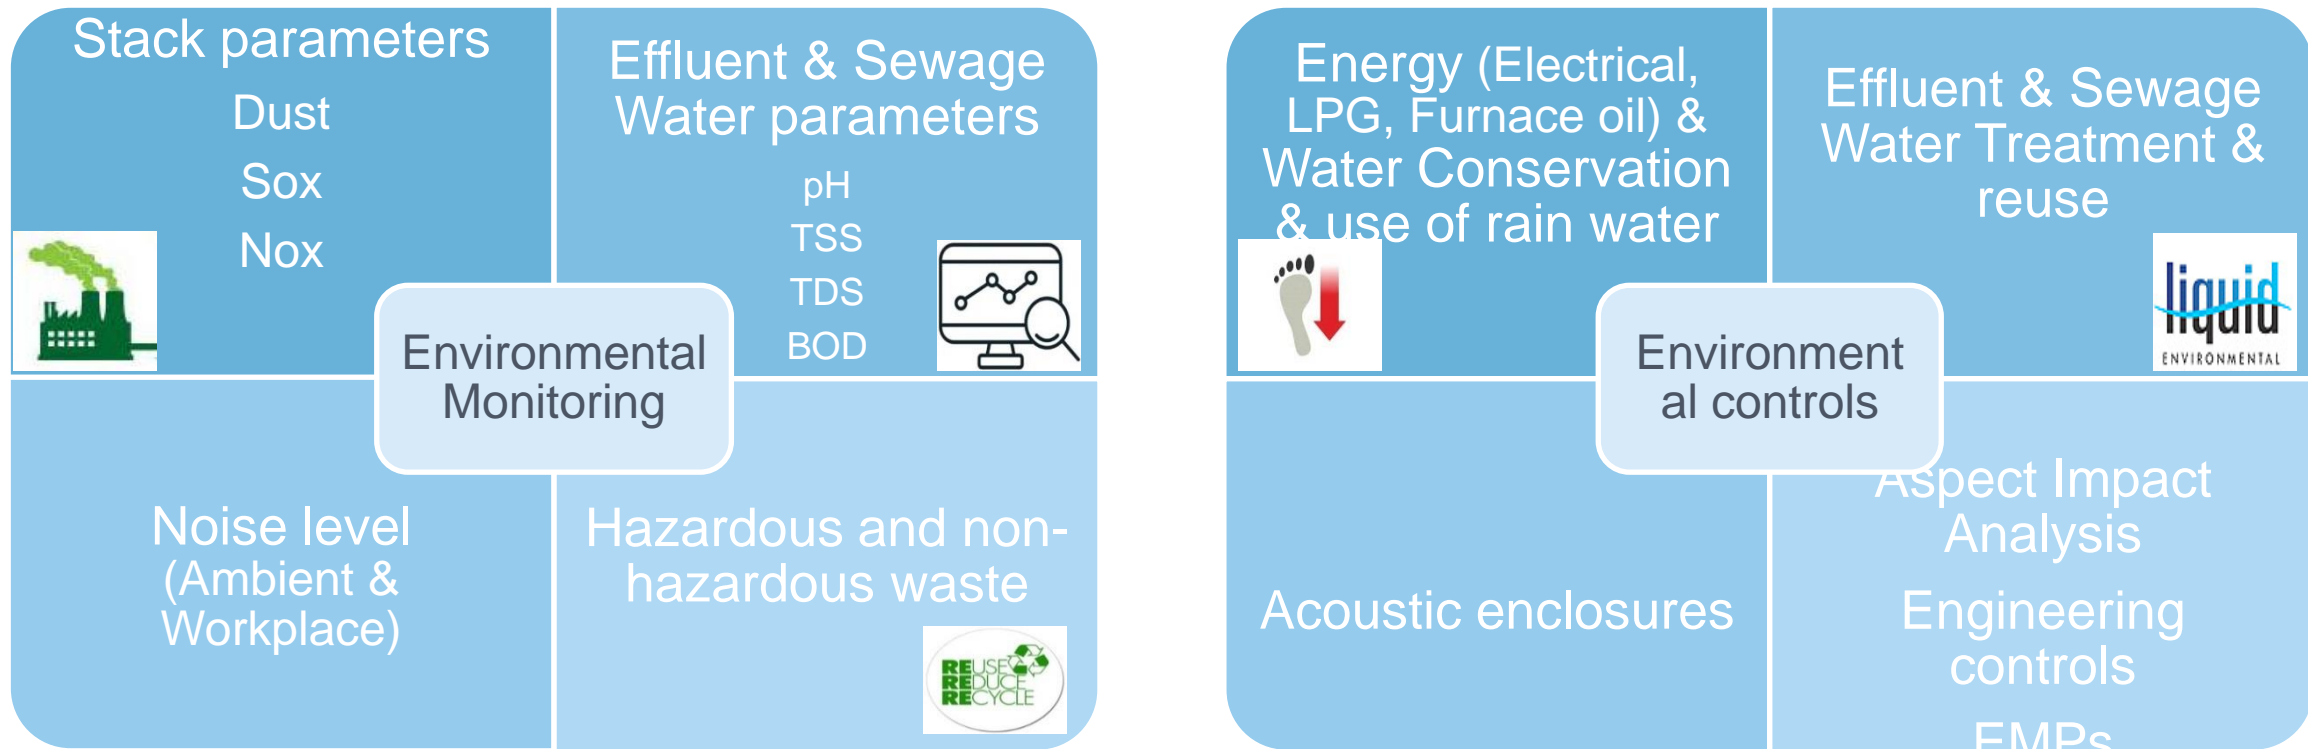 Stack parameters
Dust
Sox
Nox
Effluent & Sewage
Water parameters
pH
TSS
TDS
BOD
Environmental
Monitoring
Noise level
(Ambient &
Workplace)
Hazardous and non-
hazardous waste
REUSE
REDUCE
RECYCLE
Energy (Electrical,
LPG, Furnace oil) &
Water Conservation
& use of rain water
Effluent & Sewage
Water Treatment &
reuse
liquid
ENVIRONMENTAL
Environment
al controls
Acoustic enclosures
Aspect Impact
Analysis
Engineering
controls
EMPs